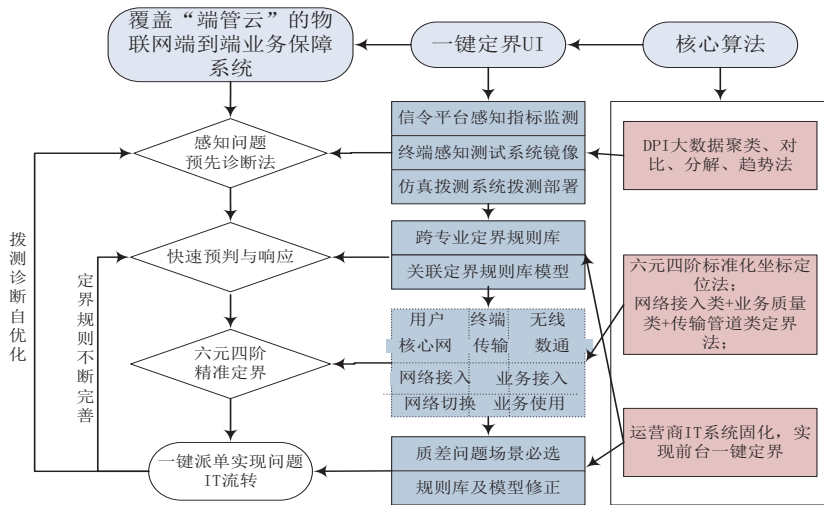 覆盖“端管云”的物
联网端到端业务保障
系统
一键定界UI
核心算法
感知问题
预先诊断法
信令平台感知指标监测
终端感知测试系统镜像
仿真拨测系统拨测部署
DPI大数据聚类、对
比、分解、趋势法
快速预判与响应
跨专业定界规则库
关联定界规则库模型
六元四阶标准化坐标定
位法；
网络接入类+业务质量
类+传输管道类定界
法；
六元四阶
精准定界
用户 终端 无线
核心网 传输 数通
网络接入 业务接入
网络切换 业务使用
一键派单实现问题
IT流转
质差问题场景必选
规则库及模型修正
运营商IT系统固化，实
现前台一键定界
拨测诊断自优化
定界规则不断完善